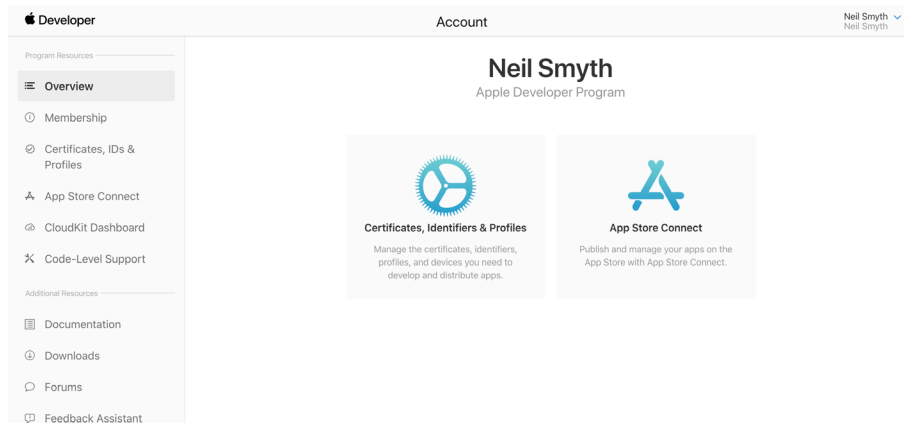 Developer
Account
Neil Smyth
Neil Smyth
Program Resources
Overview
Membership
Certificates, IDs &
Profiles
App Store Connect
CloudKit Dashboard
Code-Level Support
Additional Resources
Documentation
Downloads
Forums
Feedback Assistant
Neil Smyth
Apple Developer Program
Certificates, Identifiers & Profiles
Manage the certificates, identifiers,
profiles, and devices you need to
develop and distribute apps.
App Store Connect
Publish and manage your apps on the
App Store with App Store Connect.